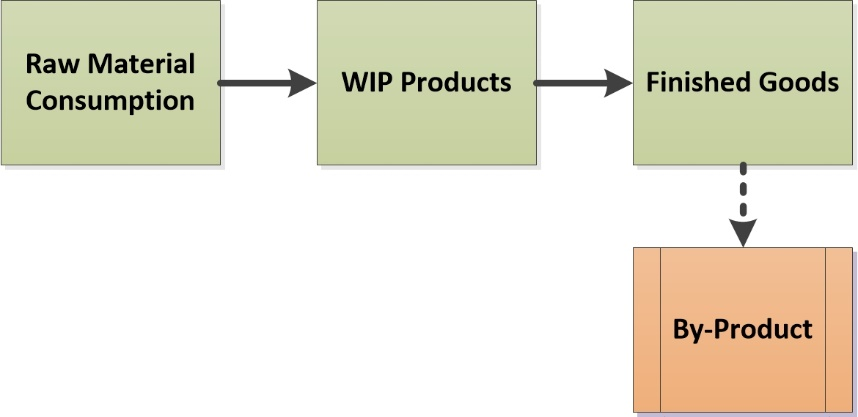 Raw Material
Consumption
WIP Products
Finished Goods
By-Product